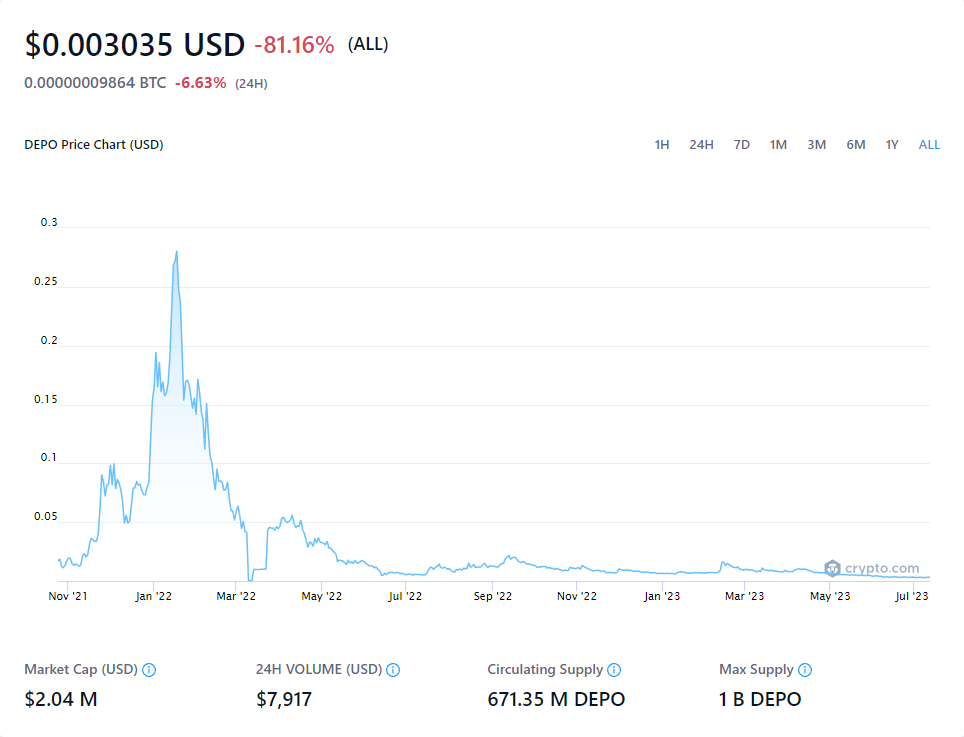 $0.003035 USD -81.16% (ALL)
0.00000009864 BTC -6.63% (24H)
DEPO Price Chart (USD) 1H 24H 7D 1M 3M 6M 1Y ALL
0.3
0.25
0.2
0.15
0.1
0.05
crypto.com
Nov '21 Jan '22 Mar '22 May '22 Jul '22 Sep '22 Nov '22 Jan '23 Mar '23 May '23 Jul '23
Market Cap (USD) 24H VOLUME (USD) Circulating Supply Max Supply
$2.04 M $7,917 671.35 M DEPO 1 B DEPO